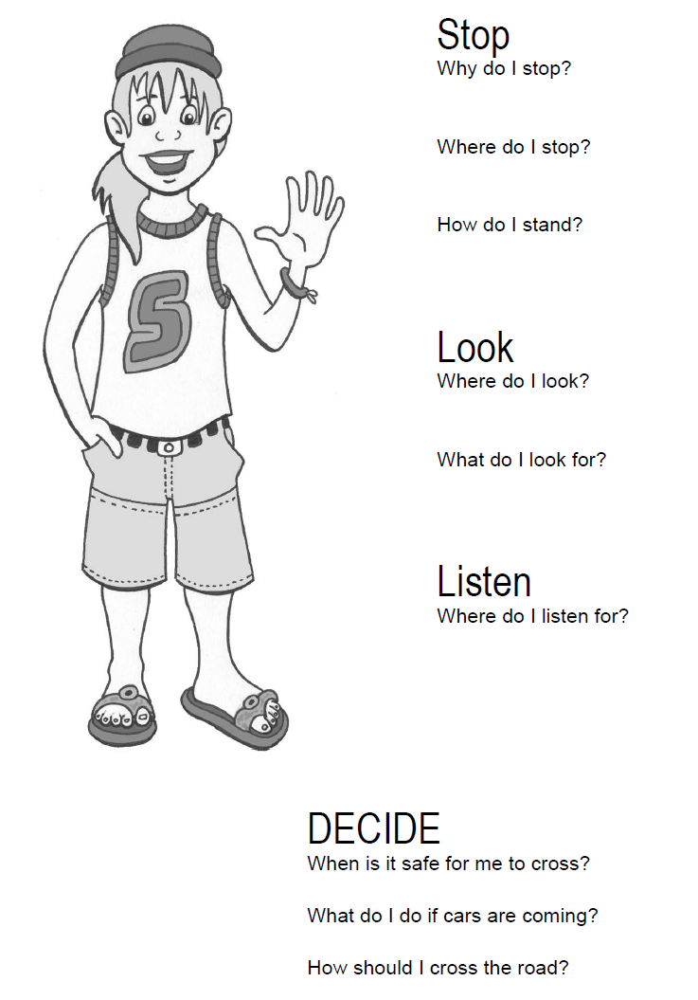 S
Stop
Why do I stop?
Where do I stop?
How do I stand?
Look
Where do I look?
What do I look for?
Listen
Where do I listen for?
DECIDE
When is it safe for me to cross?
What do I do if cars are coming?
How should I cross the road?